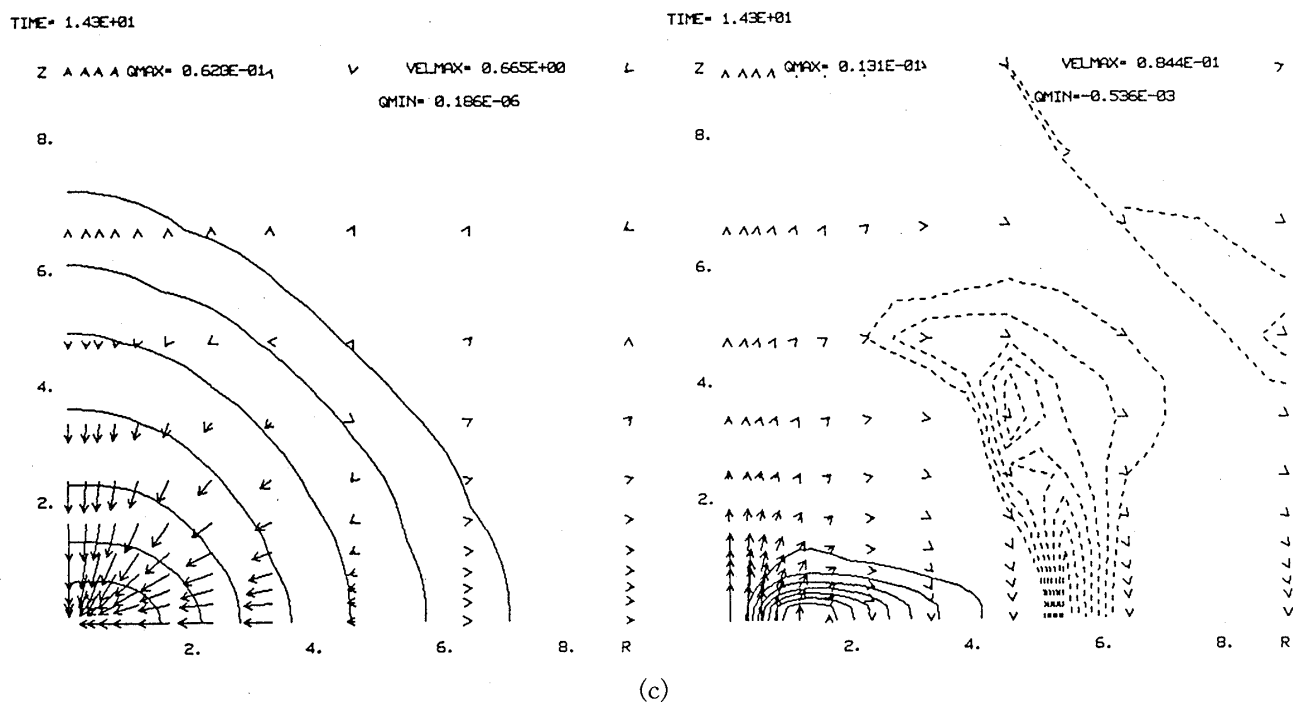 TIME= 1.43E+01
Z QMAX= 0.623E-01 VELMAX= 0.665E+00
QMIN= 0.186E-06
8.
6.
4.
2.
2. 4. 6. 8. R
TIME= 1.43E+01
Z QMAX= 0.131E-01 VELMAX= 0.844E-01
QMIN=-0.536E-03
8.
6.
4.
2.
2. 4. 6. 8. R
(c)